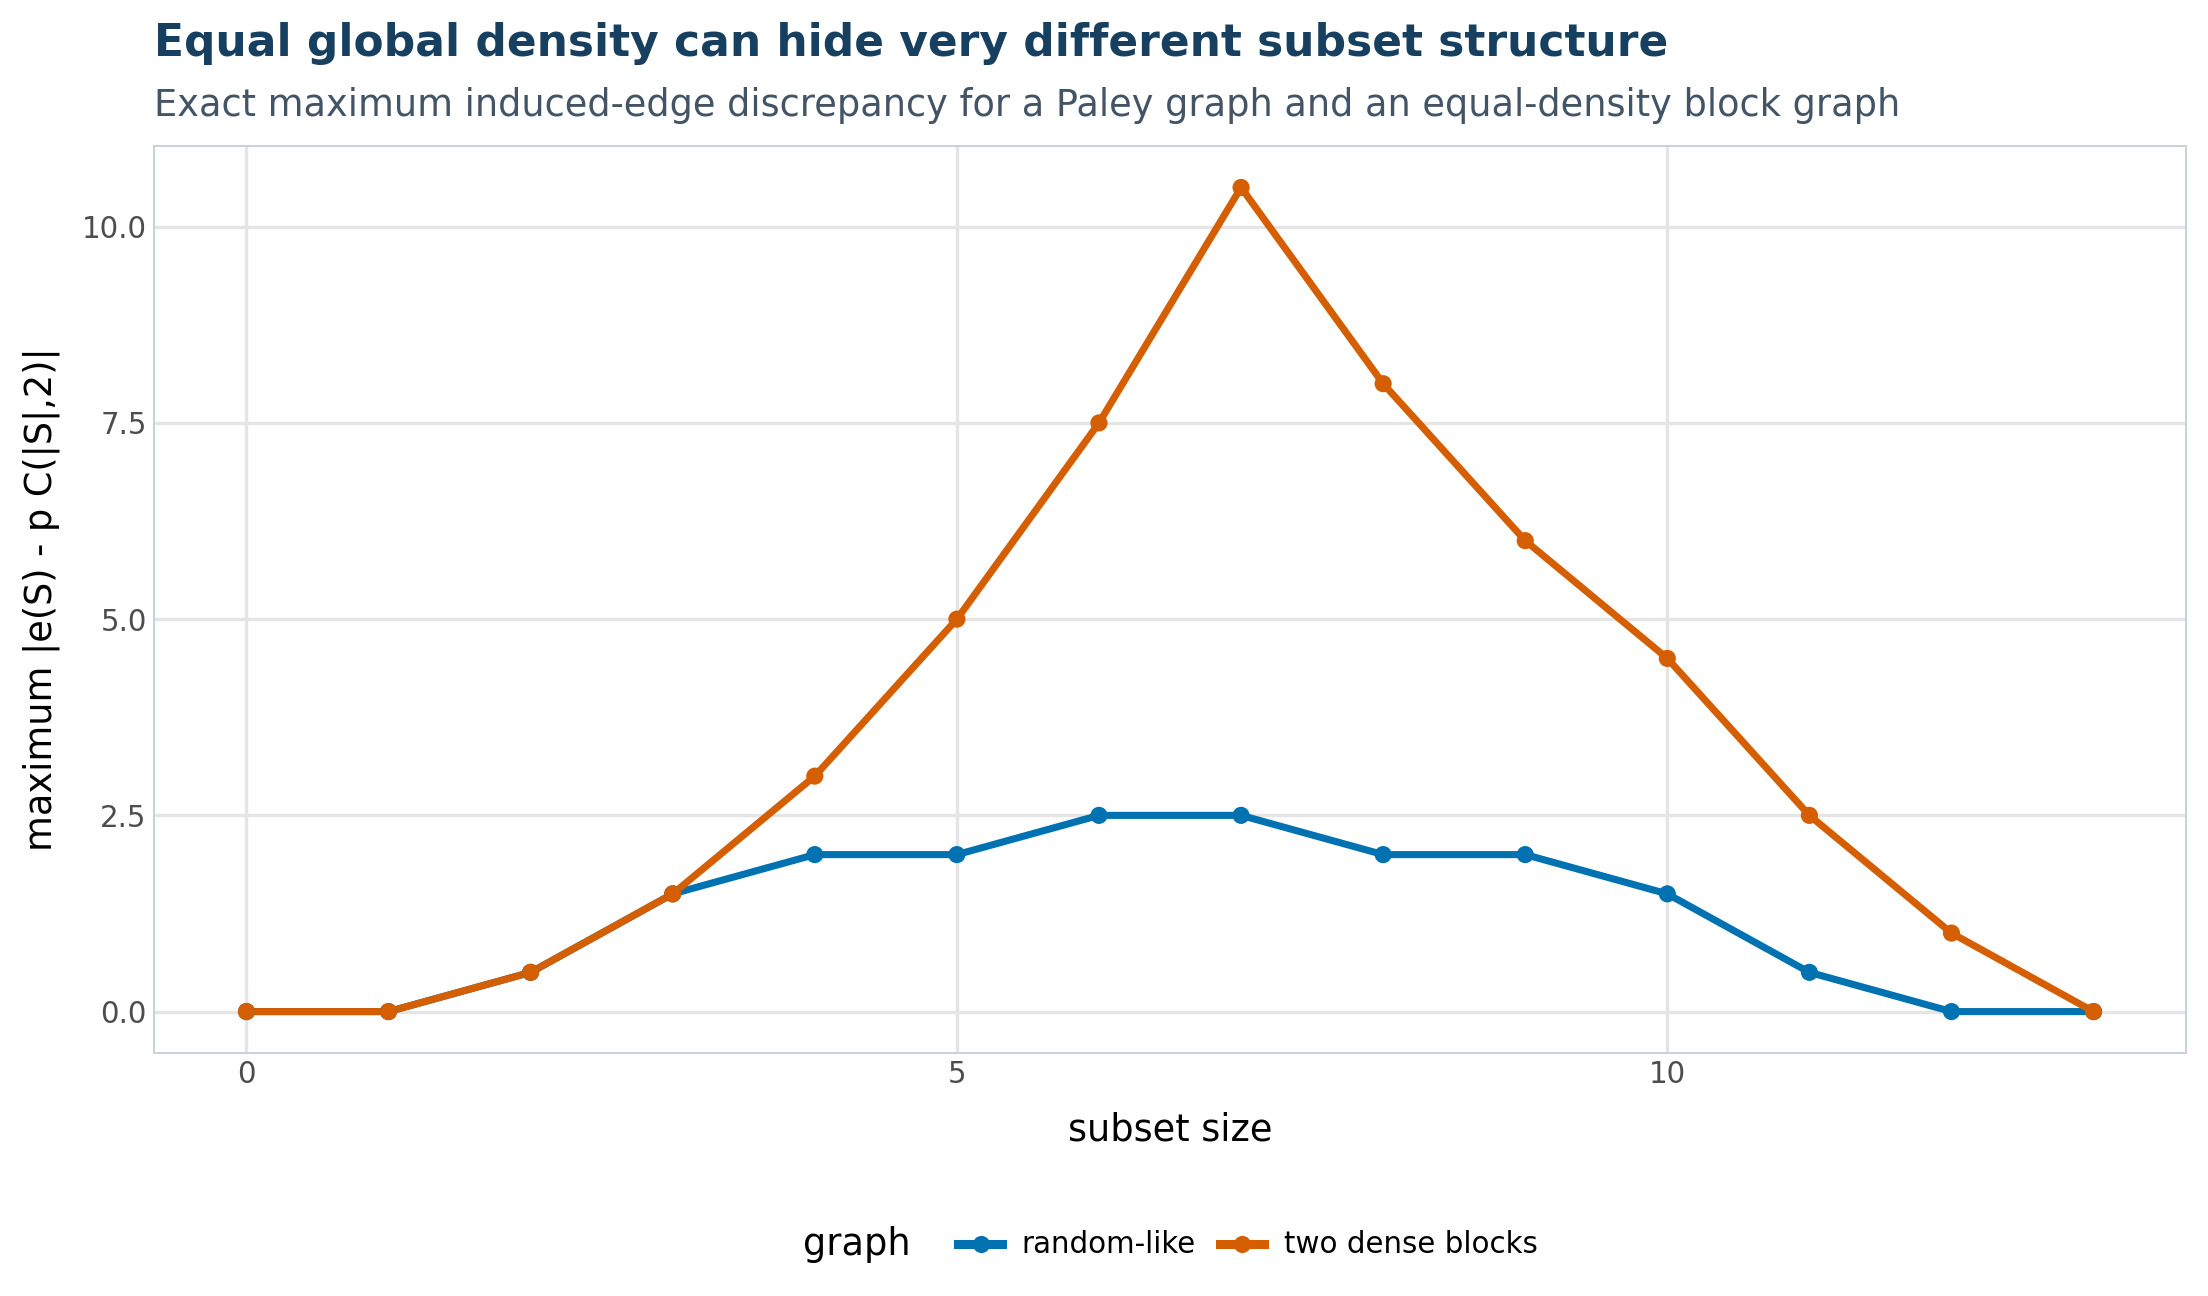 Equal global density can hide very different subset structure
Exact maximum induced-edge discrepancy for a Paley graph and an equal-density block graph
maximum |e(S) - p C(|S|,2)|
10.0
7.5
5.0
2.5
0.0
0 5 10
subset size
graph random-like two dense blocks